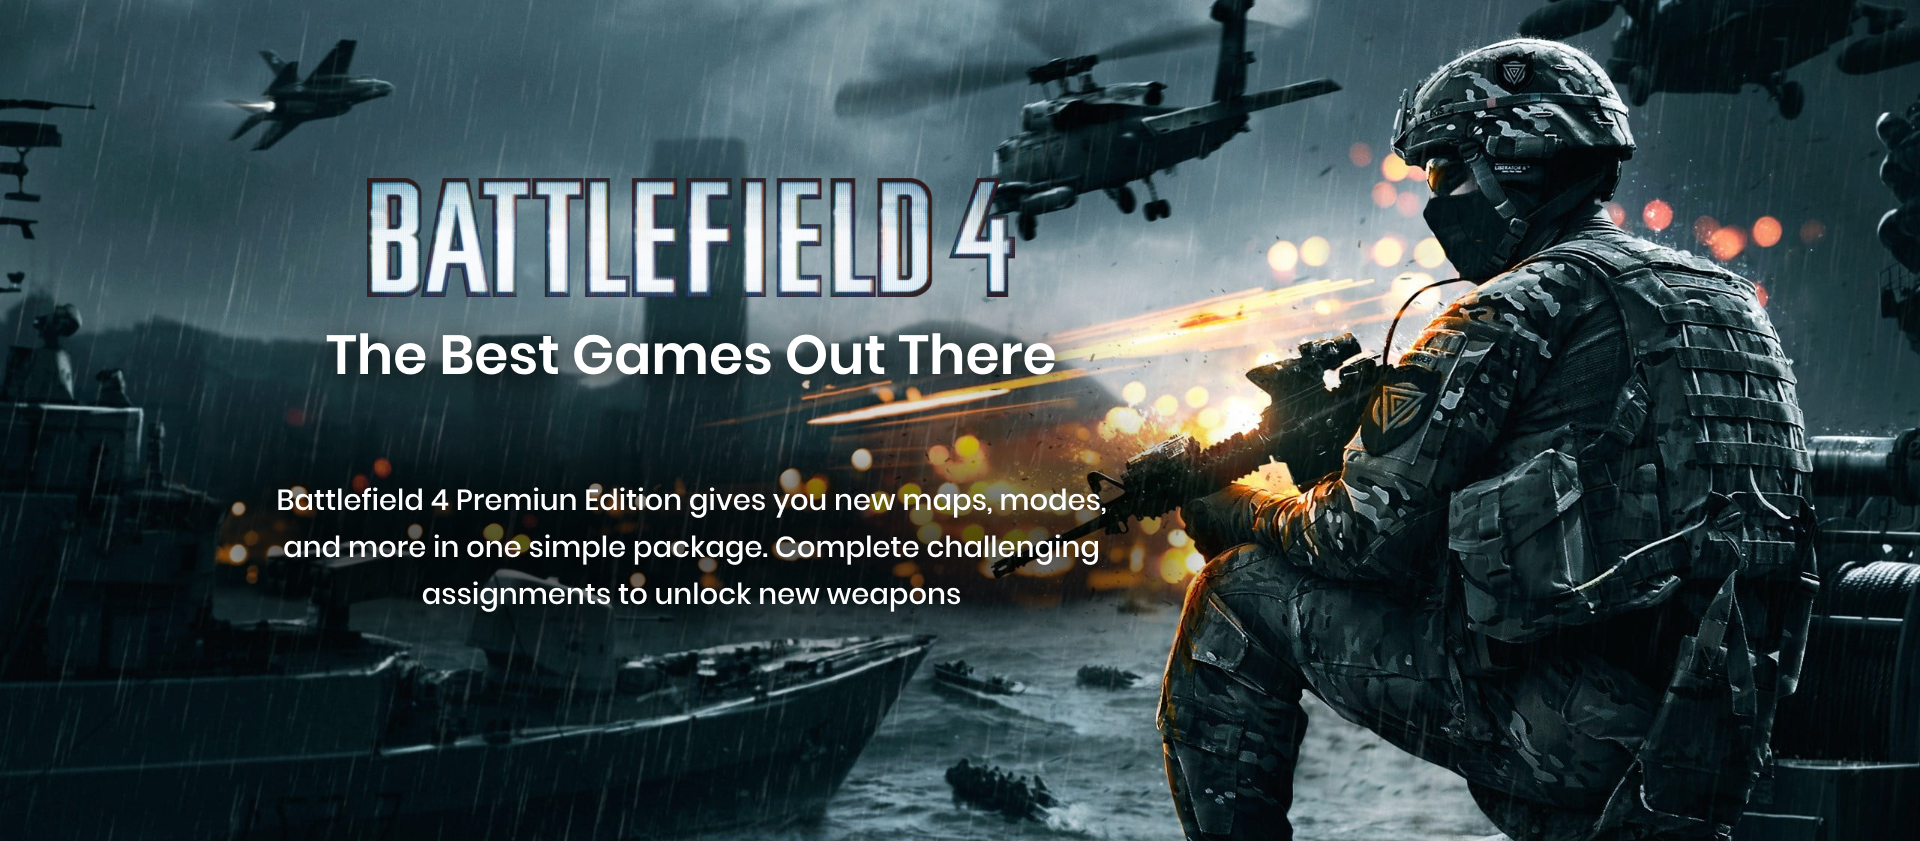 BATTLEFIELD 4
The Best Games Out There
Battlefield 4 Premiun Edition gives you new maps, modes,
and more in one simple package. Complete challenging
assignments to unlock new weapons